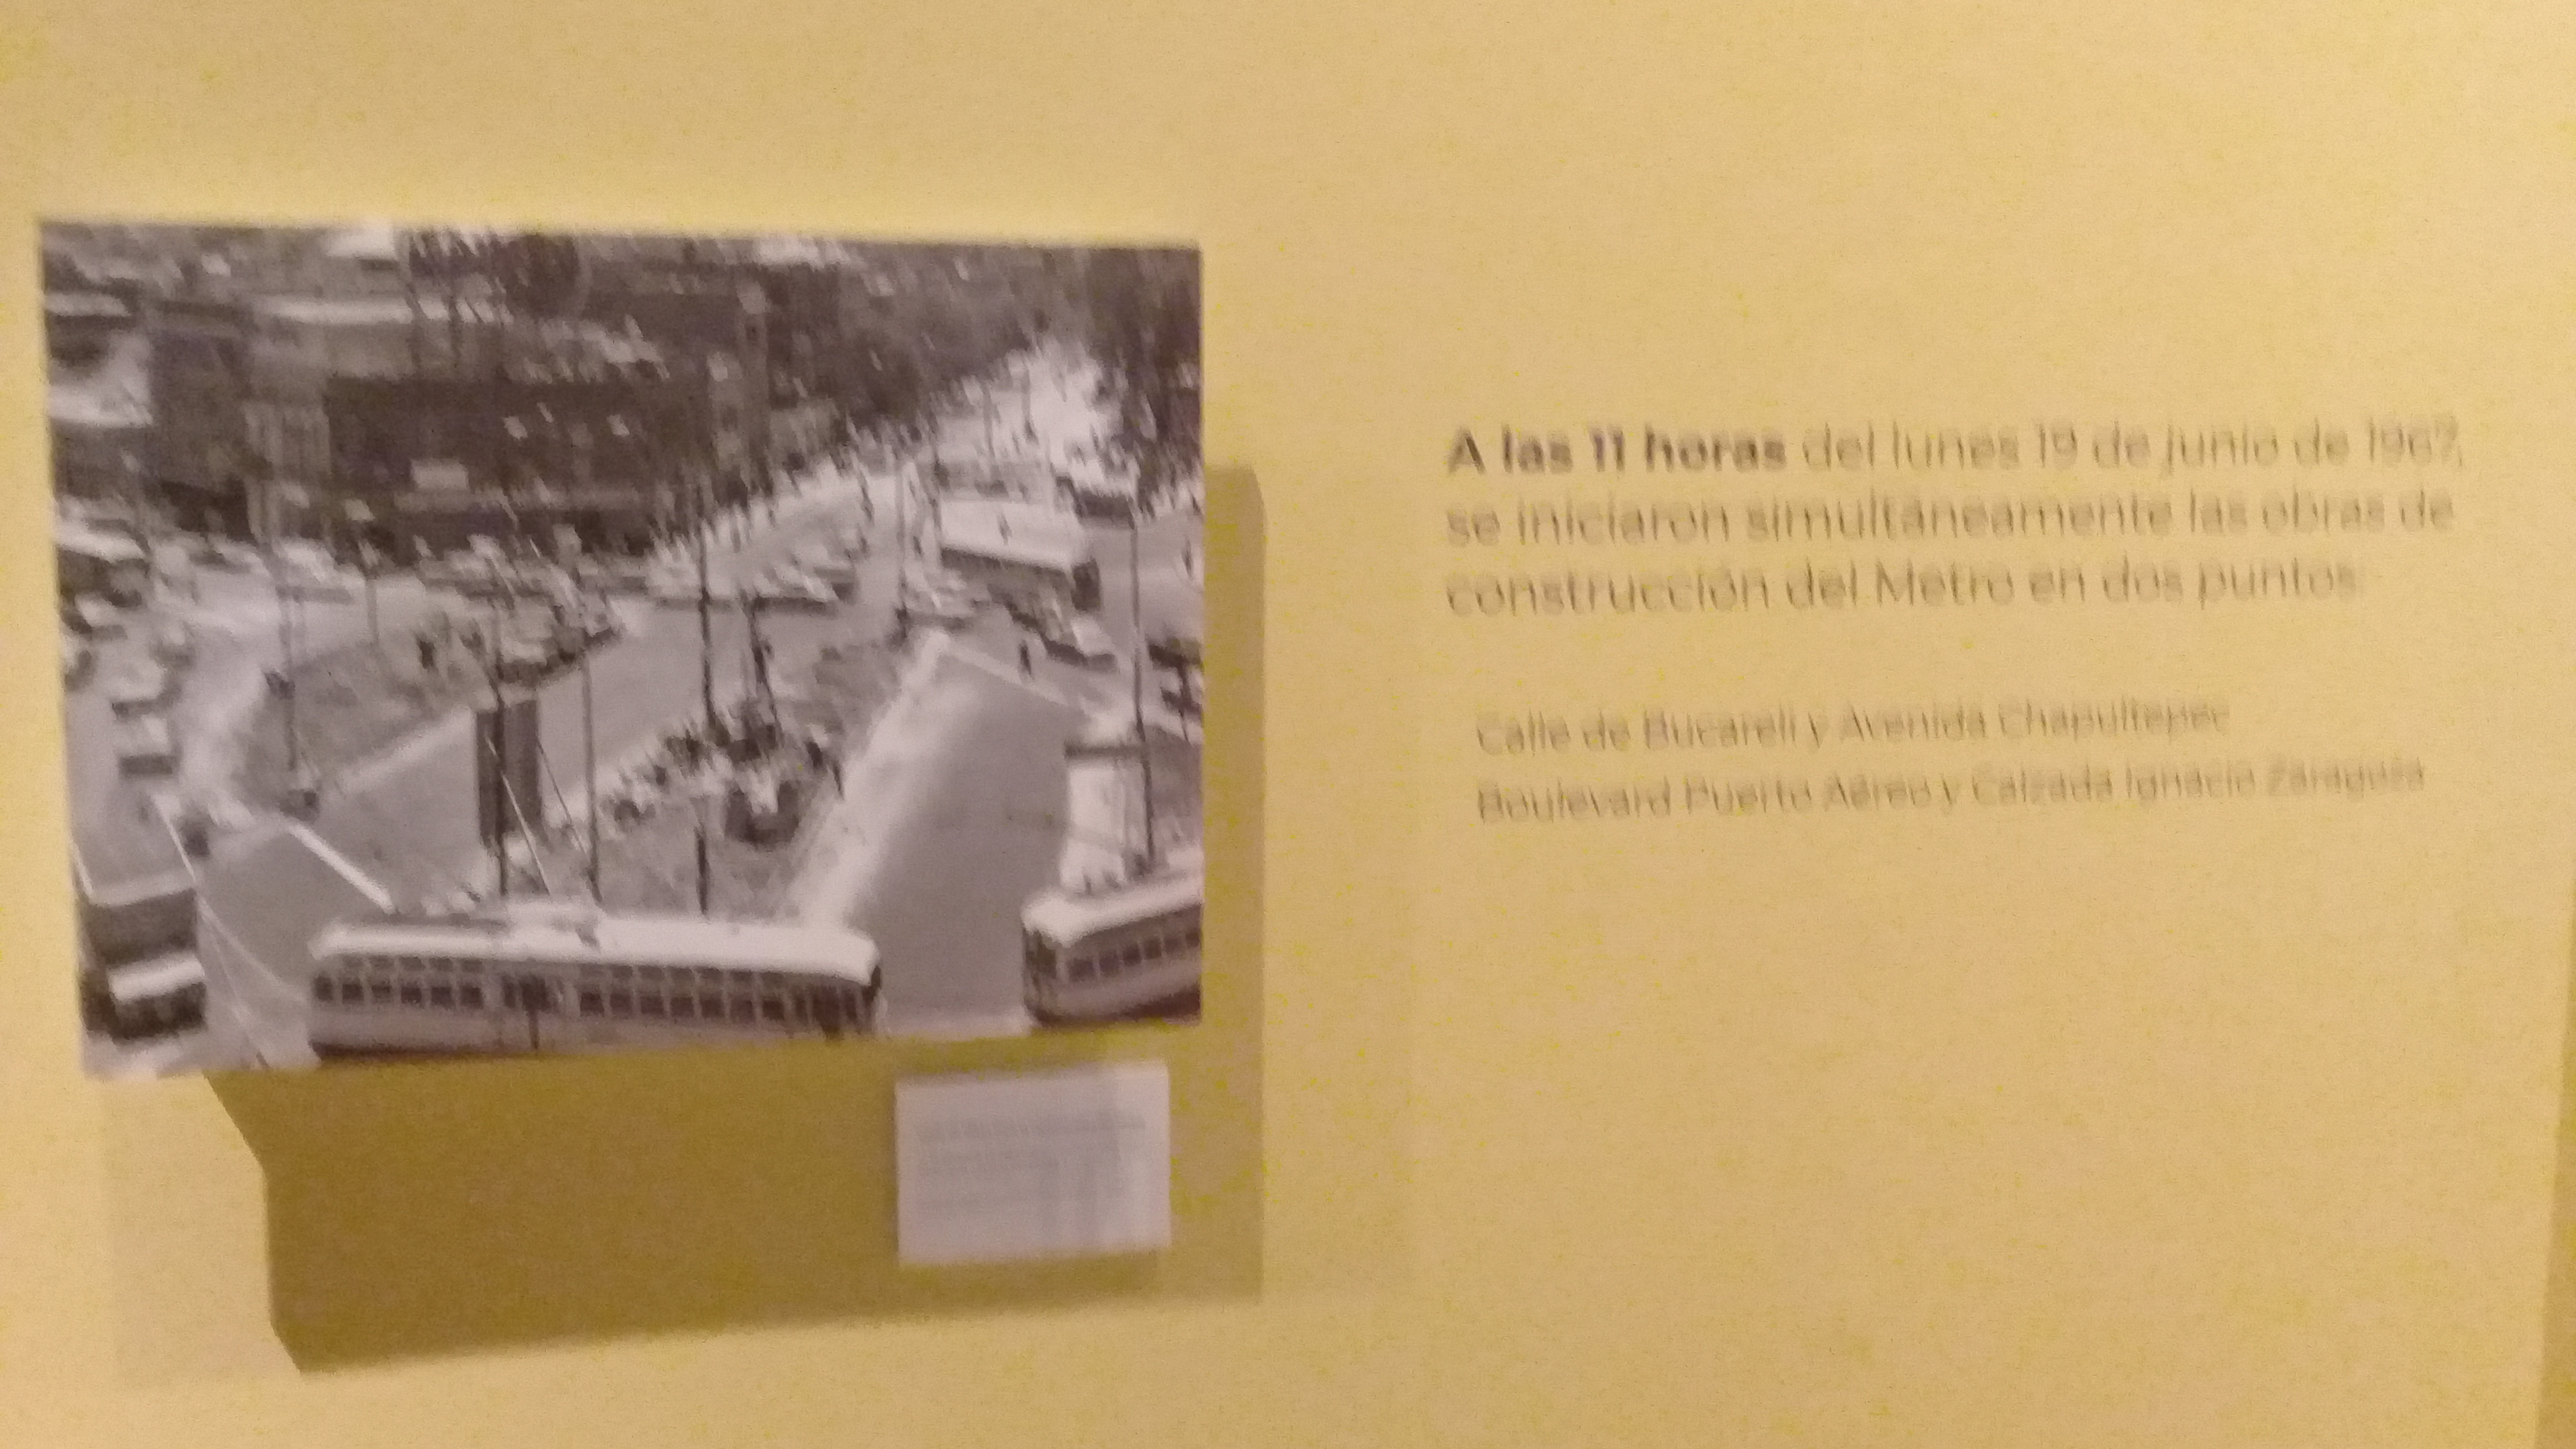 A las 11 horas del lunes 19 de junio de 1967,
se iniciaron simultáneamente las obras de
construcción del Metro en dos puntos:
Calle de Bucareli y Avenida Chapultepec
Boulevard Puerto Aéreo y Calzada Ignacio Zaragoza